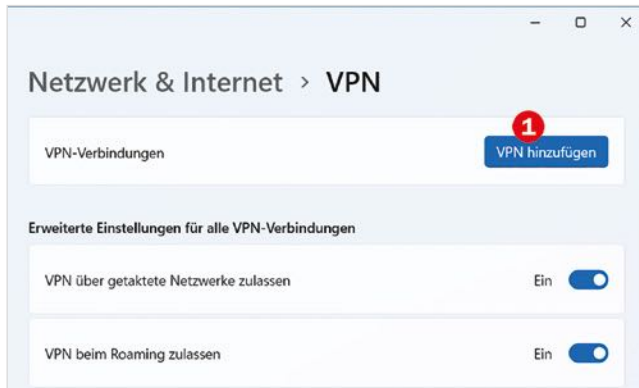 Netzwerk & Internet > VPN
1
VPN-Verbindungen VPN hinzufügen
Erweiterte Einstellungen für alle VPN-Verbindungen
VPN über getaktete Netzwerke zulassen Ein
VPN beim Roaming zulassen Ein